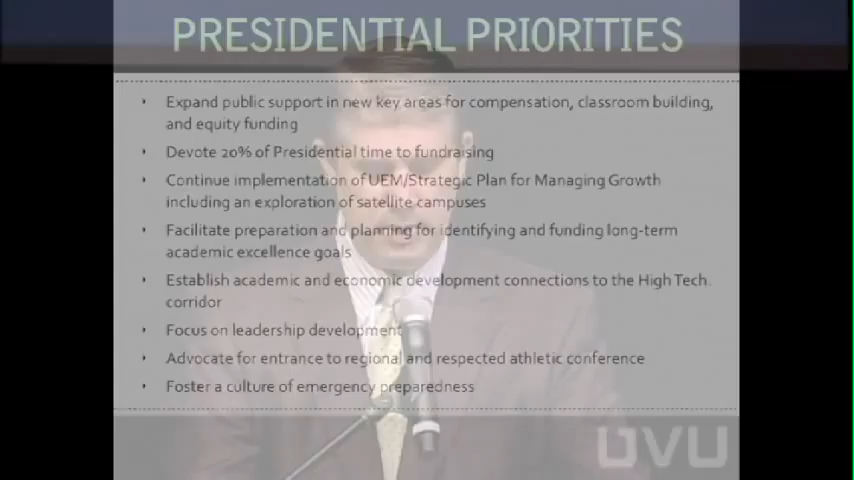 PRESIDENTIAL PRIORITIES
• Expand public support in new key areas for compensation, classroom building,
and equity funding
• Devote 20% of Presidential time to fundraising
• Continue implementation of UEM/Strategic Plan for Managing Growth
including an exploration of satellite campuses
• Facilitate preparation and planning for identifying and funding long-term
academic excellence goals
• Establish academic and economic development connections to the High Tech
corridor
• Focus on leadership development
• Advocate for entrance to regional and respected athletic conference
• Foster a culture of emergency preparedness
UVU